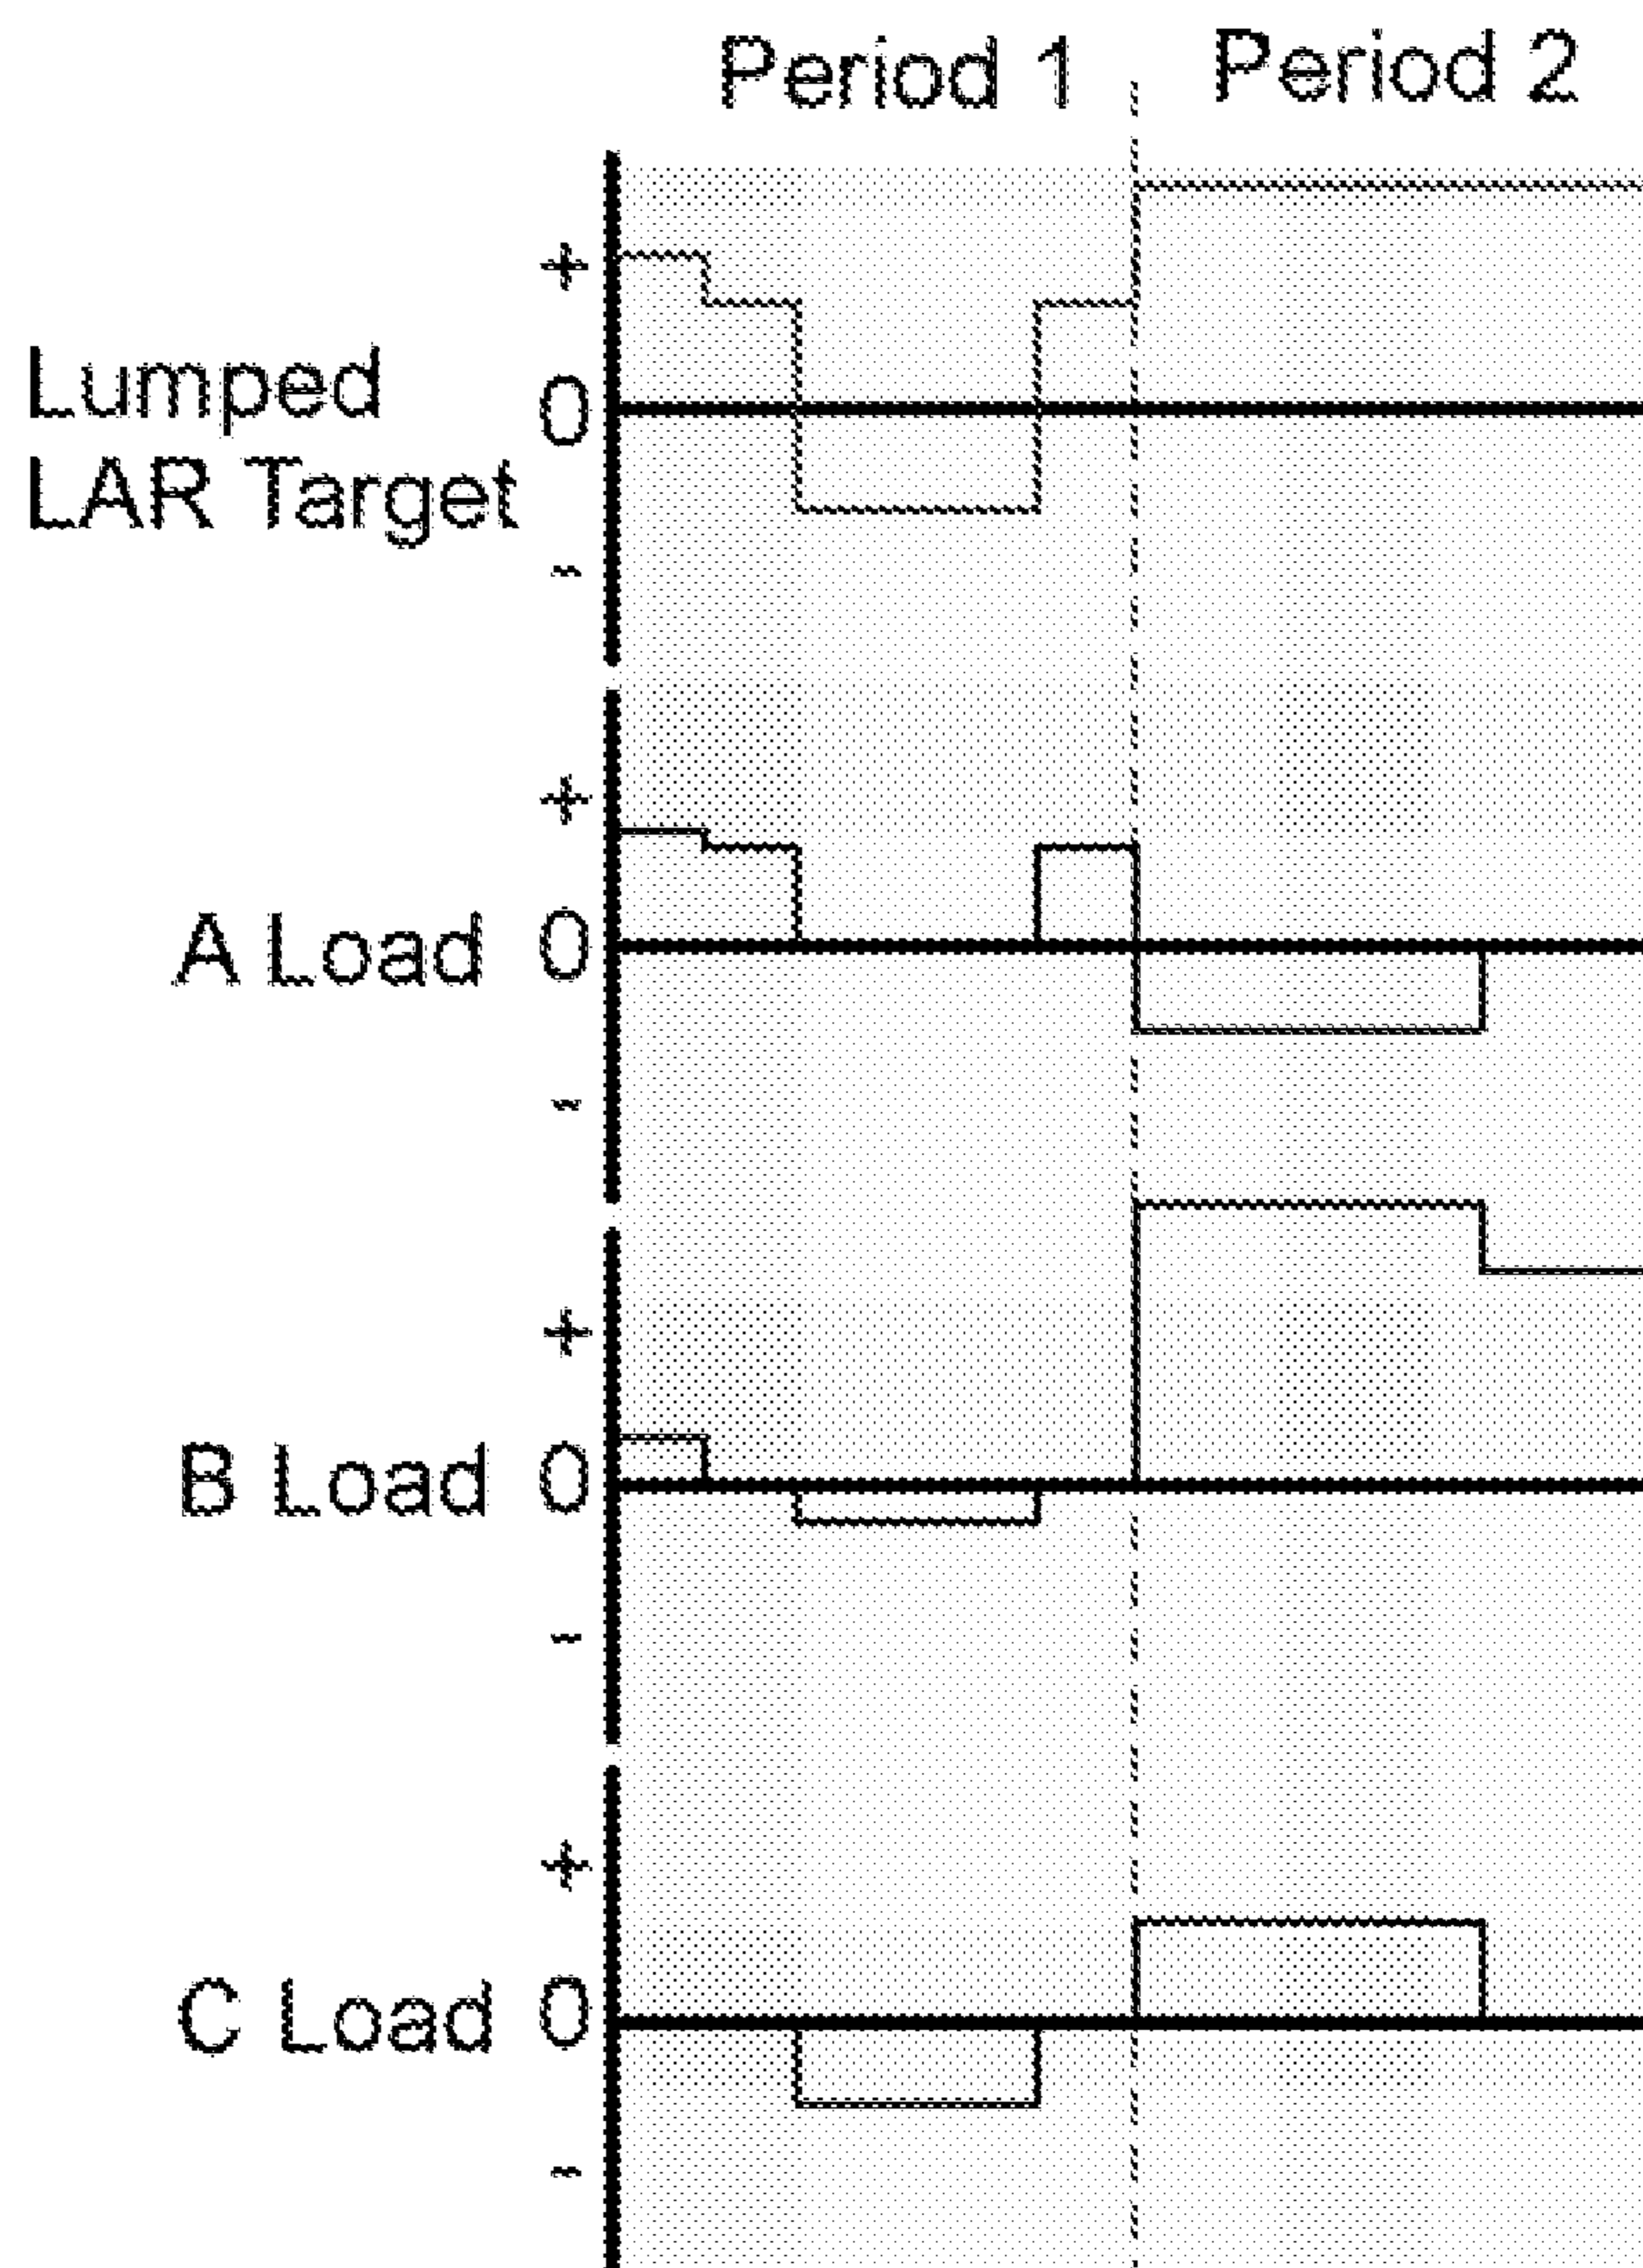 Period 1 Period 2
+
Lumped 0
LAR Target
-
+
A Load 0
-
+
B Load 0
-
+
C Load 0
-